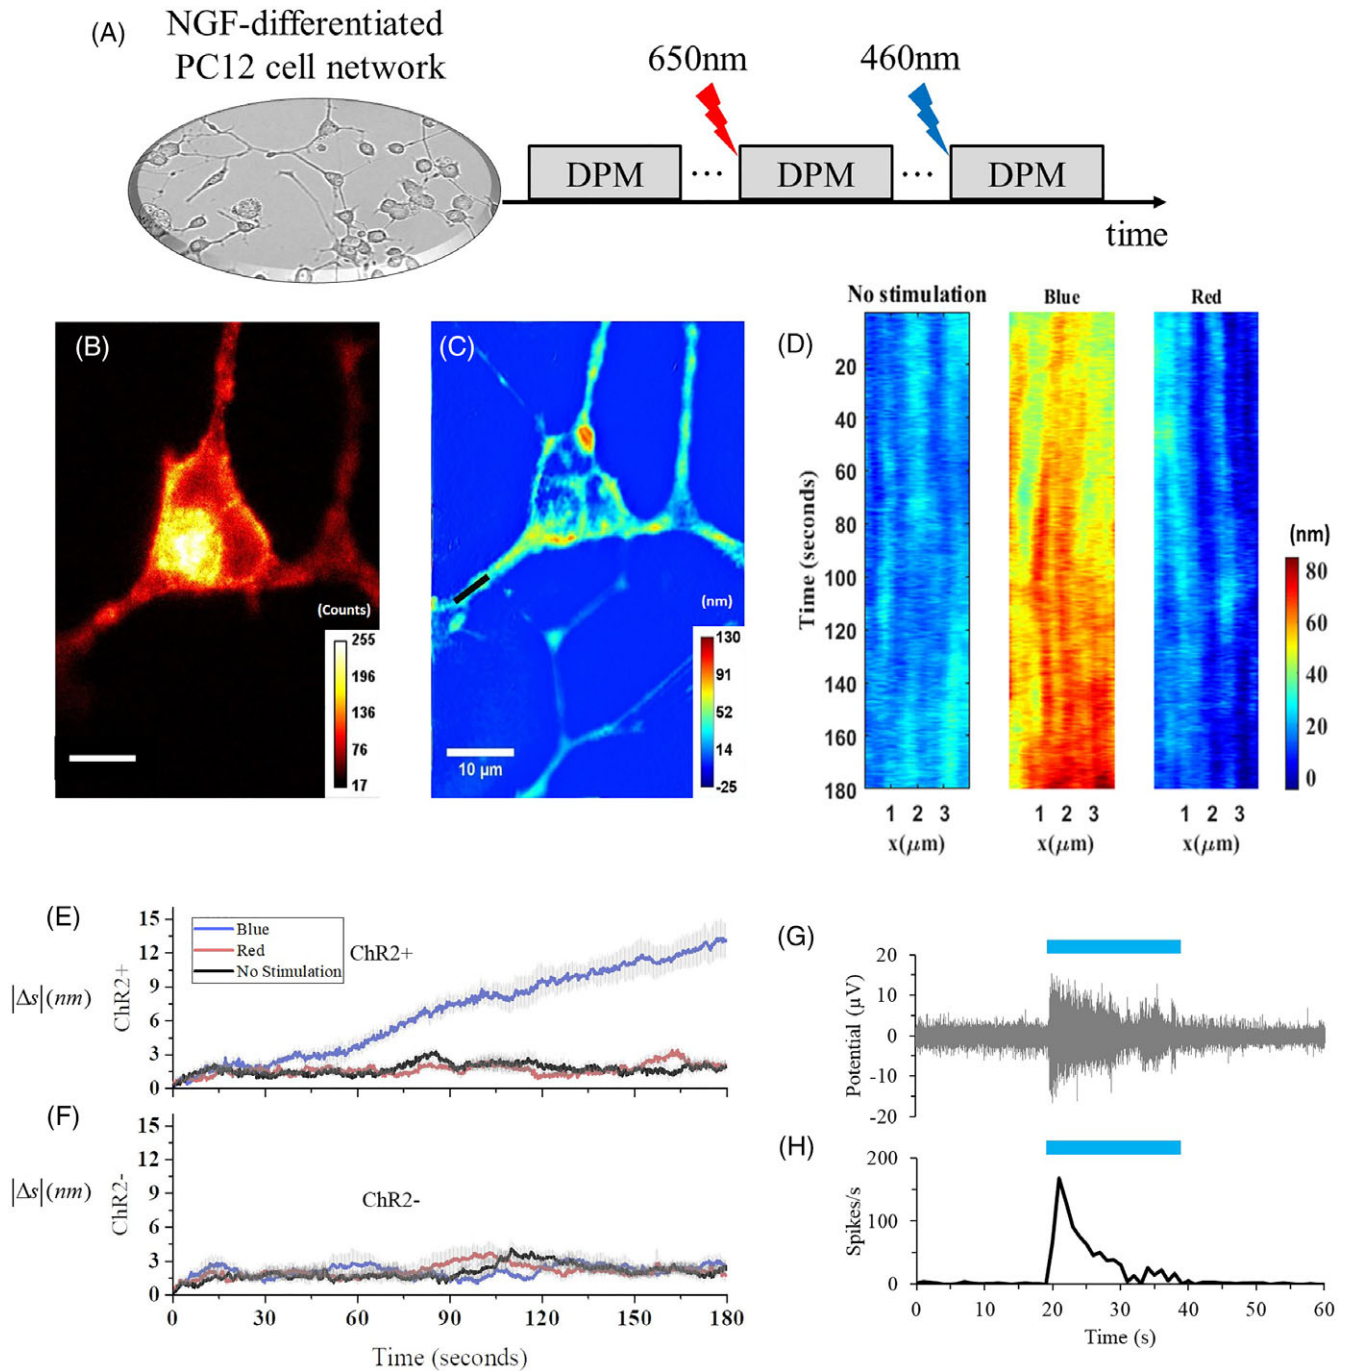 (A)
NGF-differentiated
PC12 cell network
650nm
460nm
DPM ... DPM ... DPM
time
(B)
(Counts)
255
196
136
76
17
(C)
(nm)
130
91
52
14
-25
10 µm
(D)
No stimulation Blue Red
20
40
60
80
100
120
140
160
180
Time (seconds)
1 2 3 1 2 3 1 2 3
x(µm) x(µm) x(µm)
(nm)
80
60
40
20
0
(E)
|Δs|(nm)
ChR2+
15
12
9
6
3
0
Blue
Red
No Stimulation
ChR2+
(F)
|Δs|(nm)
ChR2-
15
12
9
6
3
0
ChR2-
0 30 60 90 120 150 180
Time (seconds)
(G)
Potential (µV)
20
10
0
-10
-20
(H)
Spikes/s
200
100
0
0 10 20 30 40 50 60
Time (s)